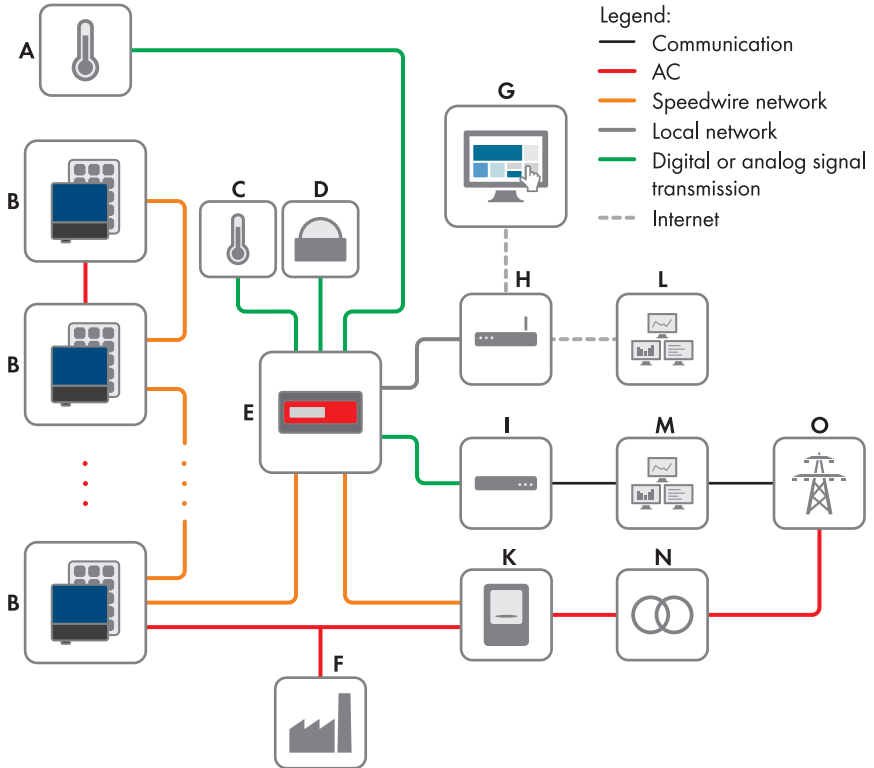 Legend:
Communication
AC
Speedwire network
Local network
Digital or analog signal
transmission
Internet
A
G
B
C
D
H
L
B
E
I
M
O
K
N
B
F